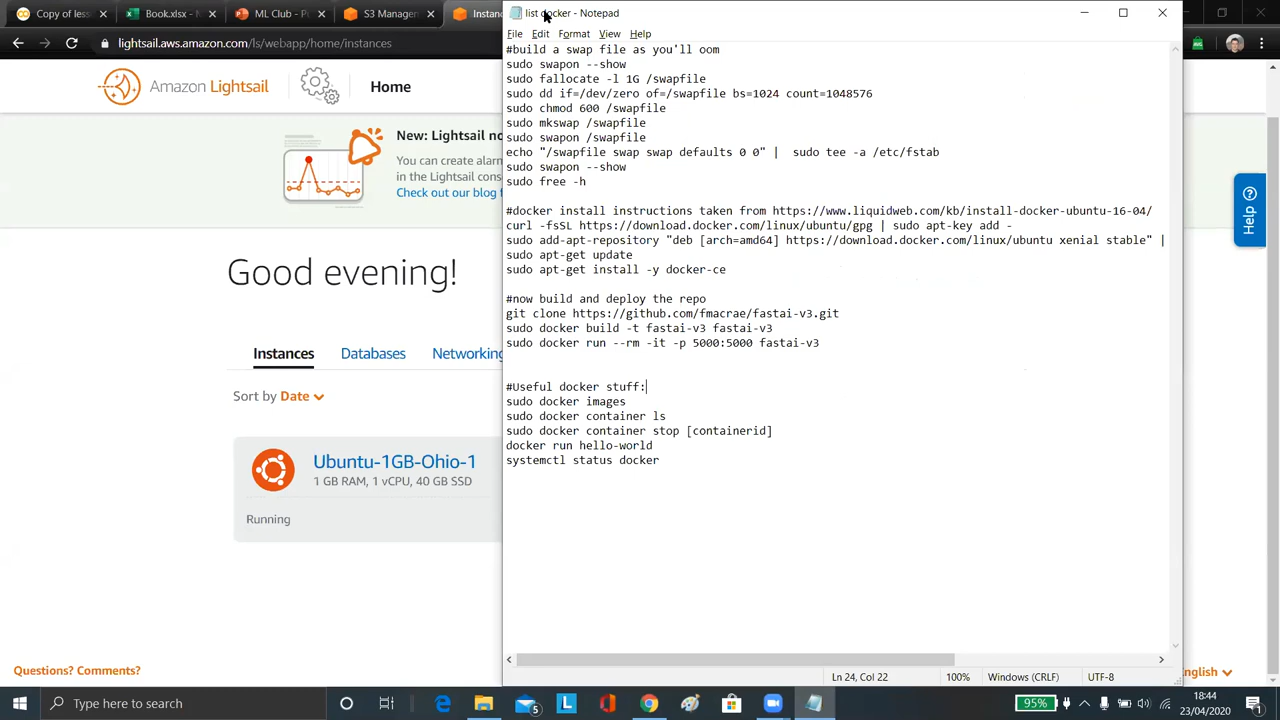 Copy of less
Book.xlsx - M
ML Course - Pu
S3 Managem
Instan
list docker - Notepad
lightsail.aws.amazon.com/ls/webapp/home/instances
File Edit Format View Help
Amazon Lightsail
Home
New: Lightsail no
You can create alarm
in the Lightsail cons
Check out our blog f
Good evening!
Instances
Databases
Networking
Sort by Date
Ubuntu-1GB-Ohio-1
1 GB RAM, 1 vCPU, 40 GB SSD
Running
Questions? Comments?
#build a swap file as you'll oom
sudo swapon --show
sudo fallocate -l 1G /swapfile
sudo dd if=/dev/zero of=/swapfile bs=1024 count=1048576
sudo chmod 600 /swapfile
sudo mkswap /swapfile
sudo swapon /swapfile
echo "/swapfile swap swap defaults 0 0" |  sudo tee -a /etc/fstab
sudo swapon --show
sudo free -h
#docker install instructions taken from https://www.liquidweb.com/kb/install-docker-ubuntu-16-04/
curl -fsSL https://download.docker.com/linux/ubuntu/gpg | sudo apt-key add -
sudo add-apt-repository "deb [arch=amd64] https://download.docker.com/linux/ubuntu xenial stable" |
sudo apt-get update
sudo apt-get install -y docker-ce
#now build and deploy the repo
git clone https://github.com/fmacrae/fastai-v3.git
sudo docker build -t fastai-v3 fastai-v3
sudo docker run --rm -it -p 5000:5000 fastai-v3
#Useful docker stuff:
sudo docker images
sudo docker container ls
sudo docker container stop [containerid]
docker run hello-world
systemctl status docker
Help
Ln 24, Col 22
100%
Windows (CRLF)
UTF-8
nglish
Type here to search
5
95%
18:44
23/04/2020
1